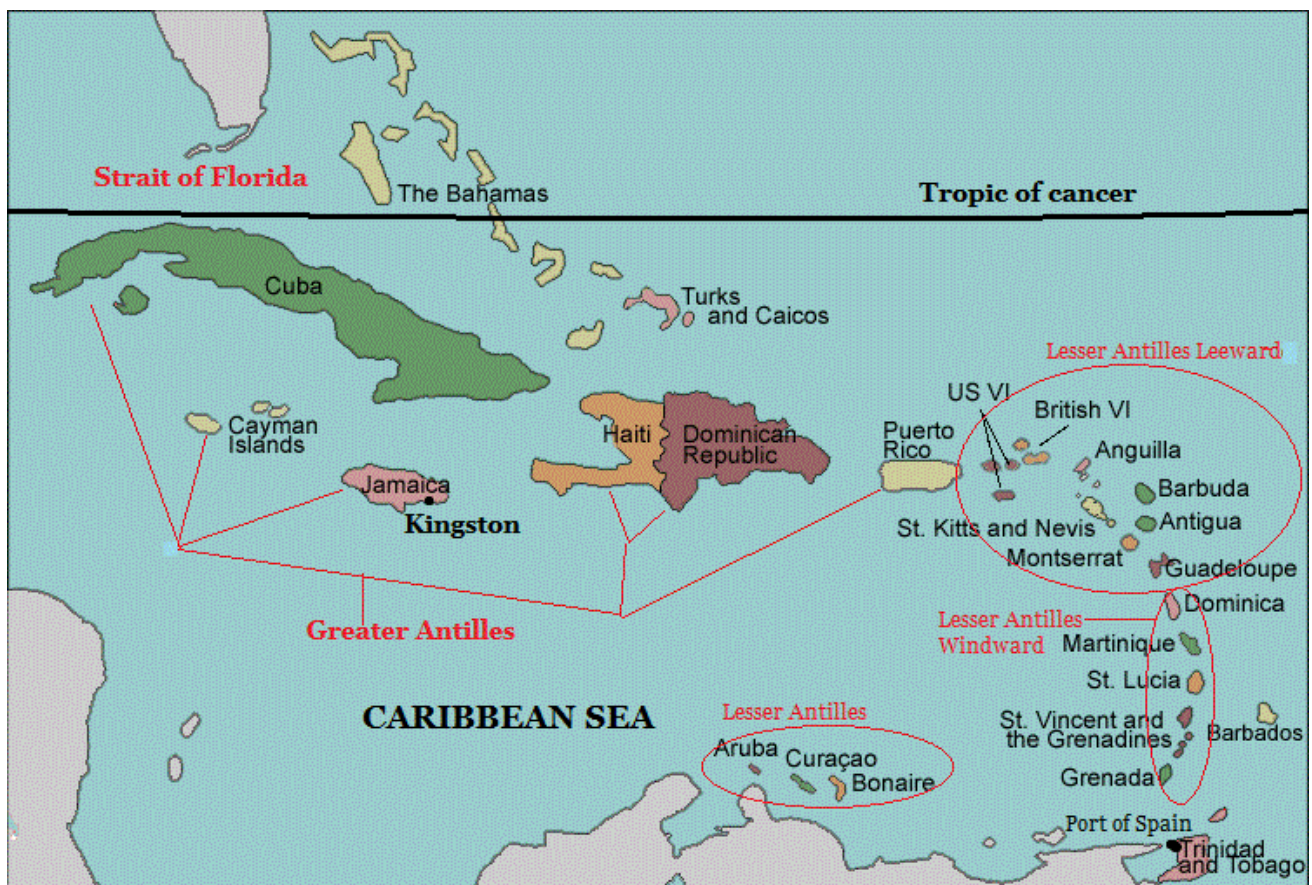 Strait of Florida
The Bahamas
Tropic of cancer
Cuba
Turks
and Caicos
Lesser Antilles Leeward
US VI
British VI
Cayman
Islands
Haiti
Dominican
Republic
Puerto
Rico
Anguilla
Jamaica
Barbuda
Kingston
St. Kitts and Nevis
Antigua
Montserrat
Guadeloupe
Dominica
Greater Antilles
Lesser Antilles
Windward
Martinique
St. Lucia
CARIBBEAN SEA
Lesser Antilles
St. Vincent and
the Grenadines
Barbados
Aruba
Curaçao
Bonaire
Grenada
Port of Spain
Trinidad
and Tobago